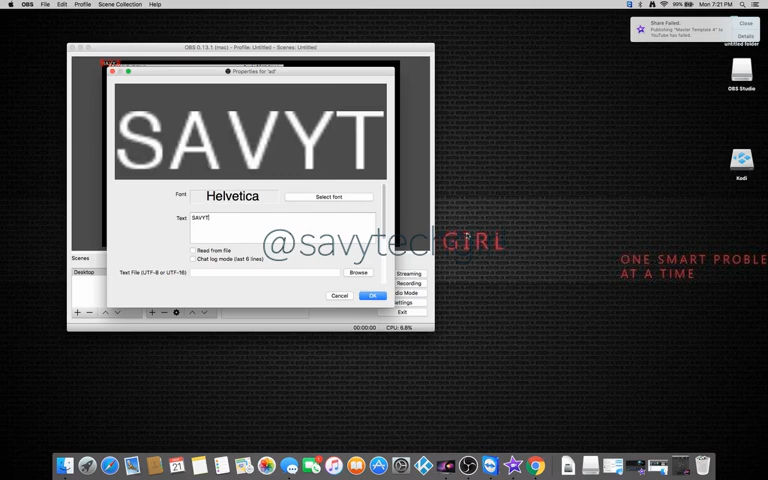 OBS File Edit Profile Scene Collection Help
99% Mon 7:21 PM
Share Failed.
Publishing "Master Template 4" to
YouTube has failed.
Close
Details
untitled folder
OBS Studio
Kodi
OBS 0.13.1 (mac) - Profile: Untitled - Scenes: Untitled
Properties for 'ad'
SAVYT
Font Helvetica Select font
Text SAVYT
Read from file
Chat log mode (last 6 lines)
Text File (UTF-8 or UTF-16) Browse
Cancel OK
Scenes
Desktop
Streaming
Recording
Exit
00:00:00 CPU: 6.8%
@savytechgirl
GIRL
ONE SMART PROBLE
AT A TIME